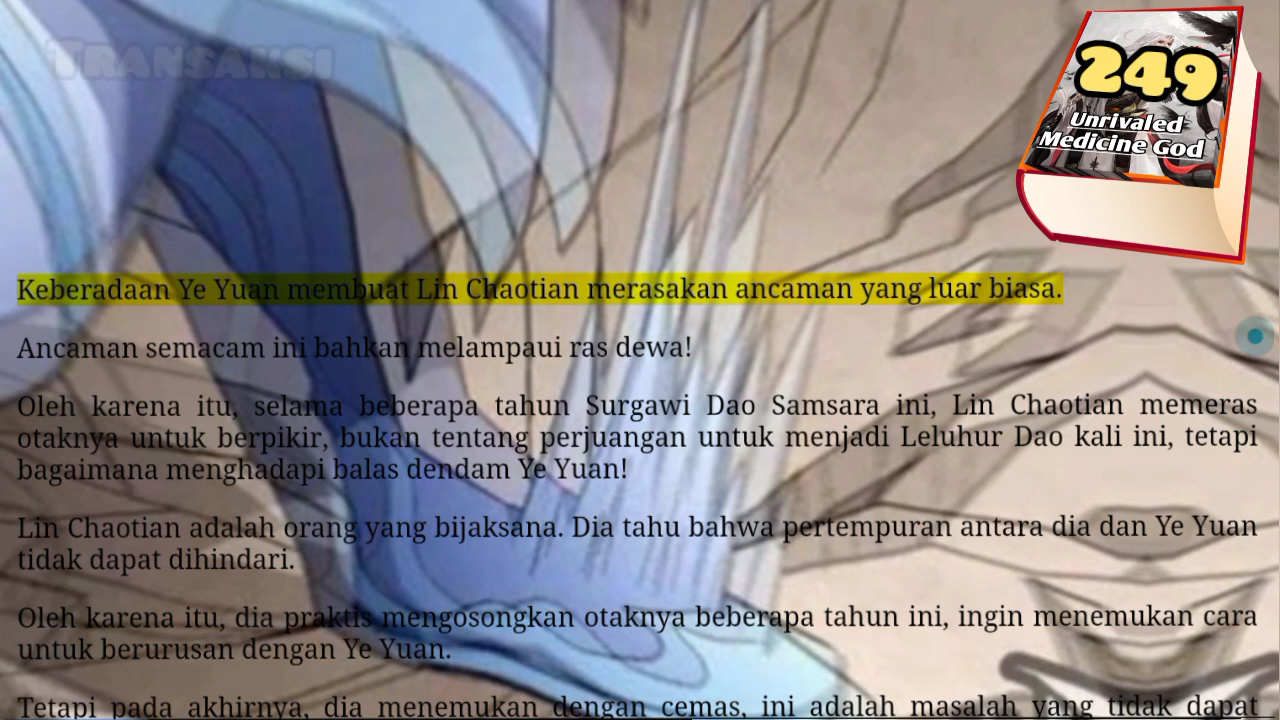 TRANSAKSI
249
Unrivaled
Medicine God
Keberadaan Ye Yuan membuat Lin Chaotian merasakan ancaman yang luar biasa.
Ancaman semacam ini bahkan melampaui ras dewa!
Oleh karena itu, selama beberapa tahun Surgawi Dao Samsara ini, Lin Chaotian memeras
otaknya untuk berpikir, bukan tentang perjuangan untuk menjadi Leluhur Dao kali ini, tetapi
bagaimana menghadapi balas dendam Ye Yuan!
Lin Chaotian adalah orang yang bijaksana. Dia tahu bahwa pertempuran antara dia dan Ye Yuan
tidak dapat dihindari.
Oleh karena itu, dia praktis mengosongkan otaknya beberapa tahun ini, ingin menemukan cara
untuk berurusan dengan Ye Yuan.
Tetapi pada akhirnya, dia menemukan dengan cemas, ini adalah masalah yang tidak dapat